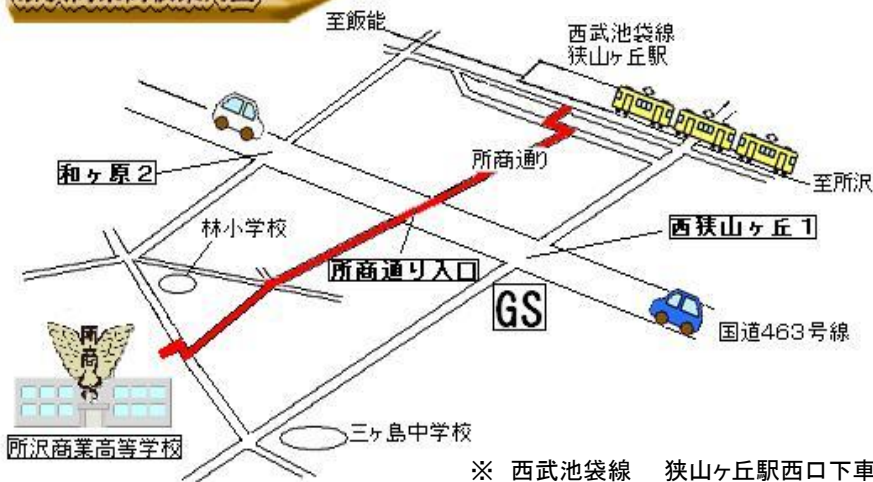 至飯能
西武池袋線
狭山ヶ丘駅
和ヶ原2
所商通り
至所沢
林小学校
西狭山ヶ丘1
所商通り入口
GS
国道463号線
所商
所沢商業高等学校
三ヶ島中学校
※ 西武池袋線 狭山ヶ丘駅西口下車